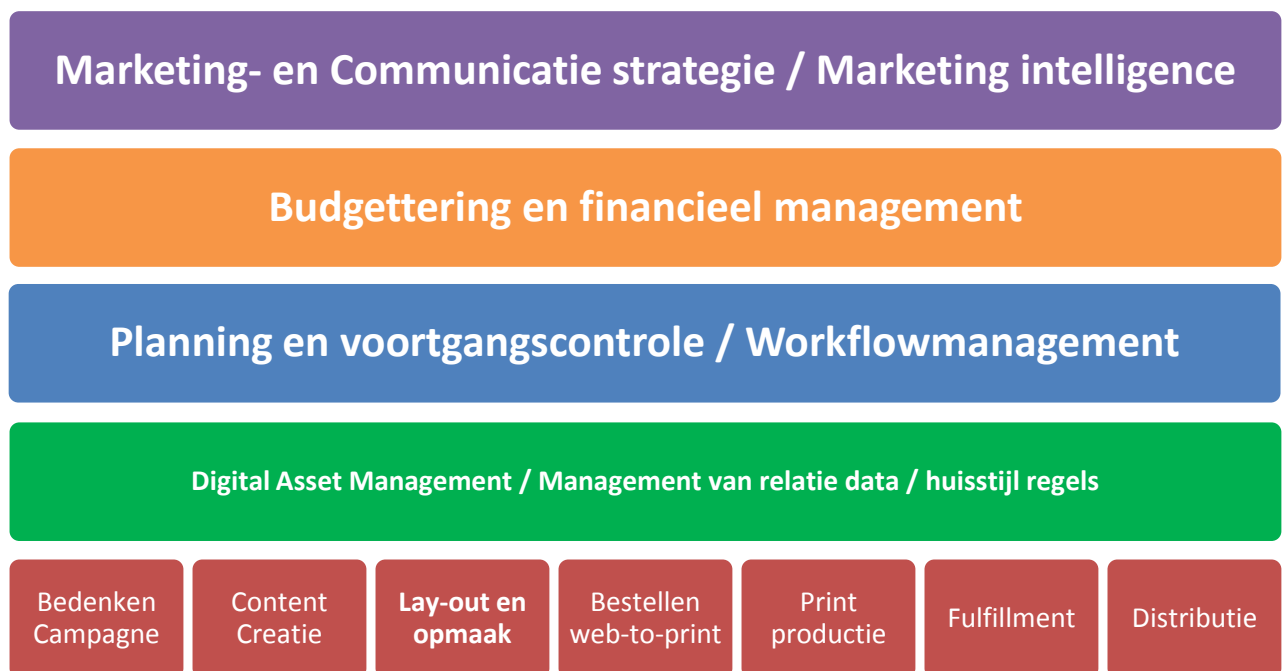 Marketing- en Communicatie strategie / Marketing intelligence
Budgettering en financieel management
Planning en voortgangscontrole / Workflowmanagement
Digital Asset Management / Management van relatie data / huisstijl regels
Bedenken
Campagne
Content
Creatie
Lay-out en
opmaak
Bestellen
web-to-print
Print
productie
Fulfillment
Distributie